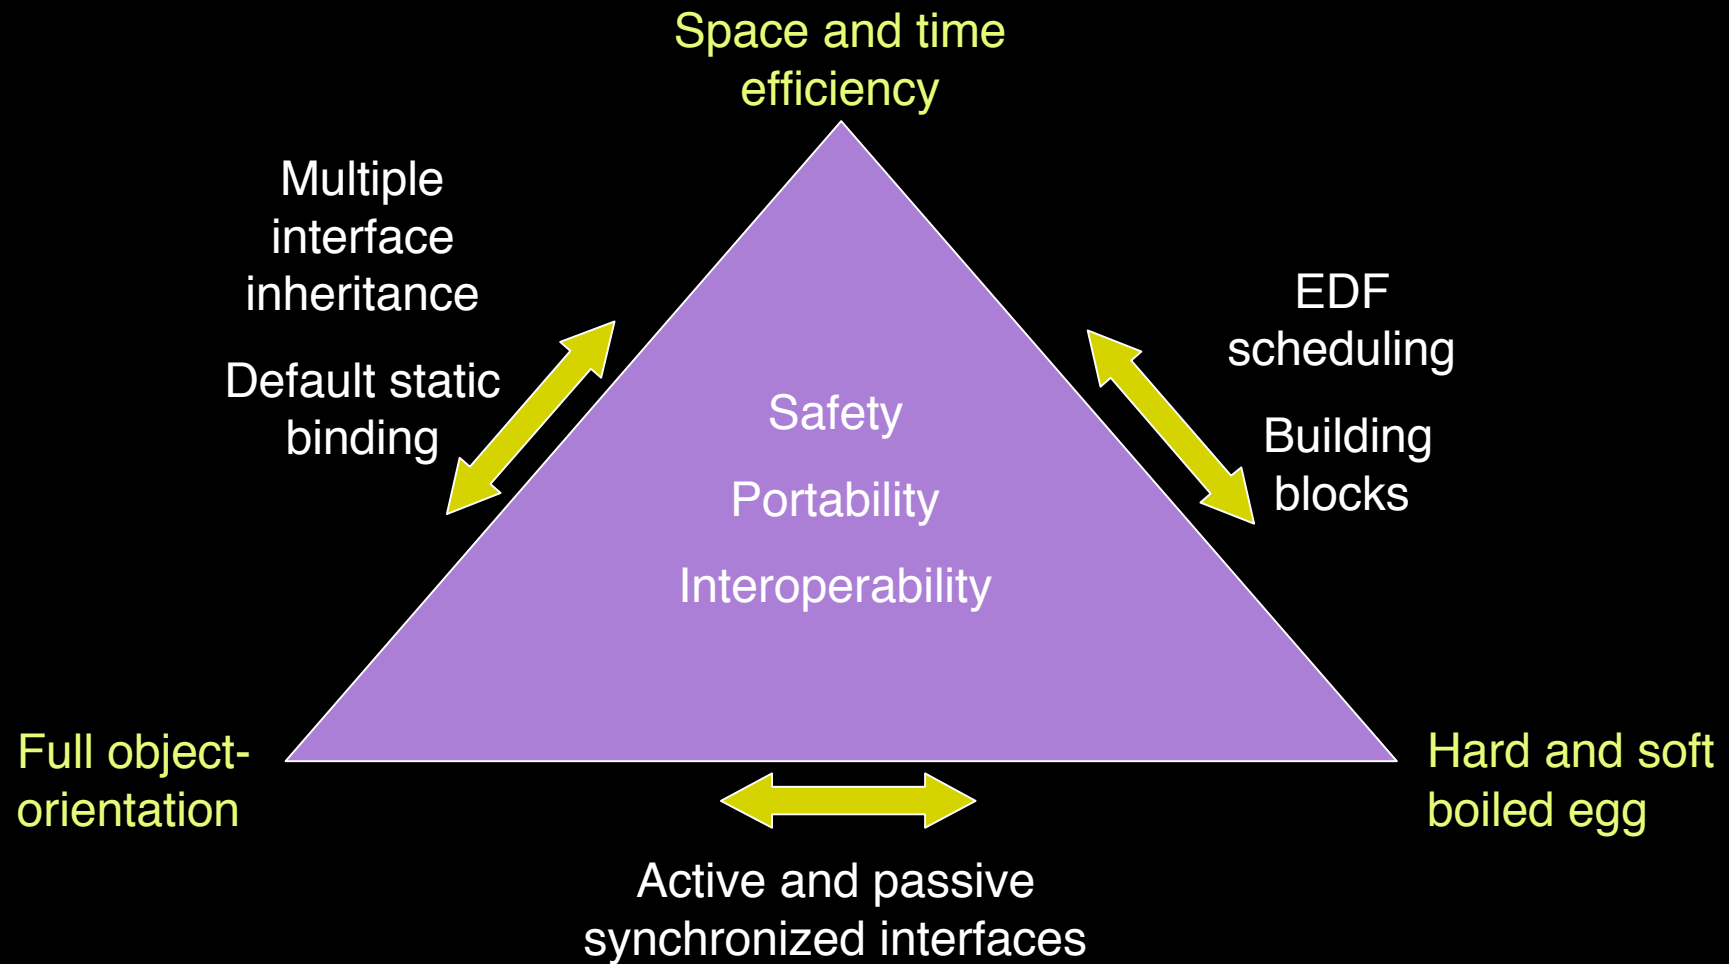 Space and time
efficiency
Multiple
interface
inheritance
Default static
binding
EDF
scheduling
Building
blocks
Safety
Portability
Interoperability
Full object-
orientation
Hard and soft
boiled egg
Active and passive
synchronized interfaces